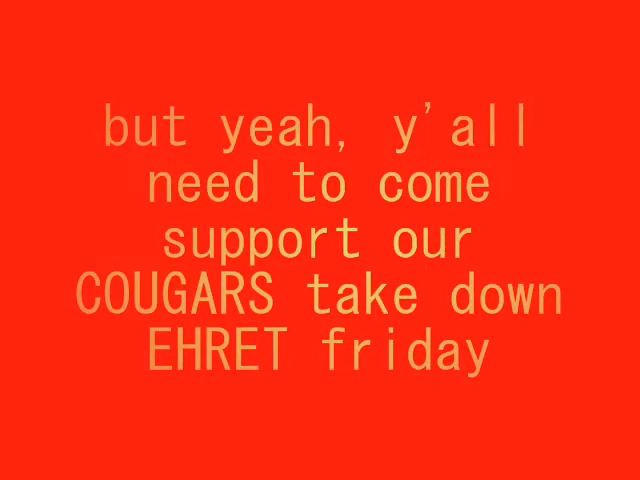 but yeah, y'all
need to come
support our
COUGARS take down
EHRET friday